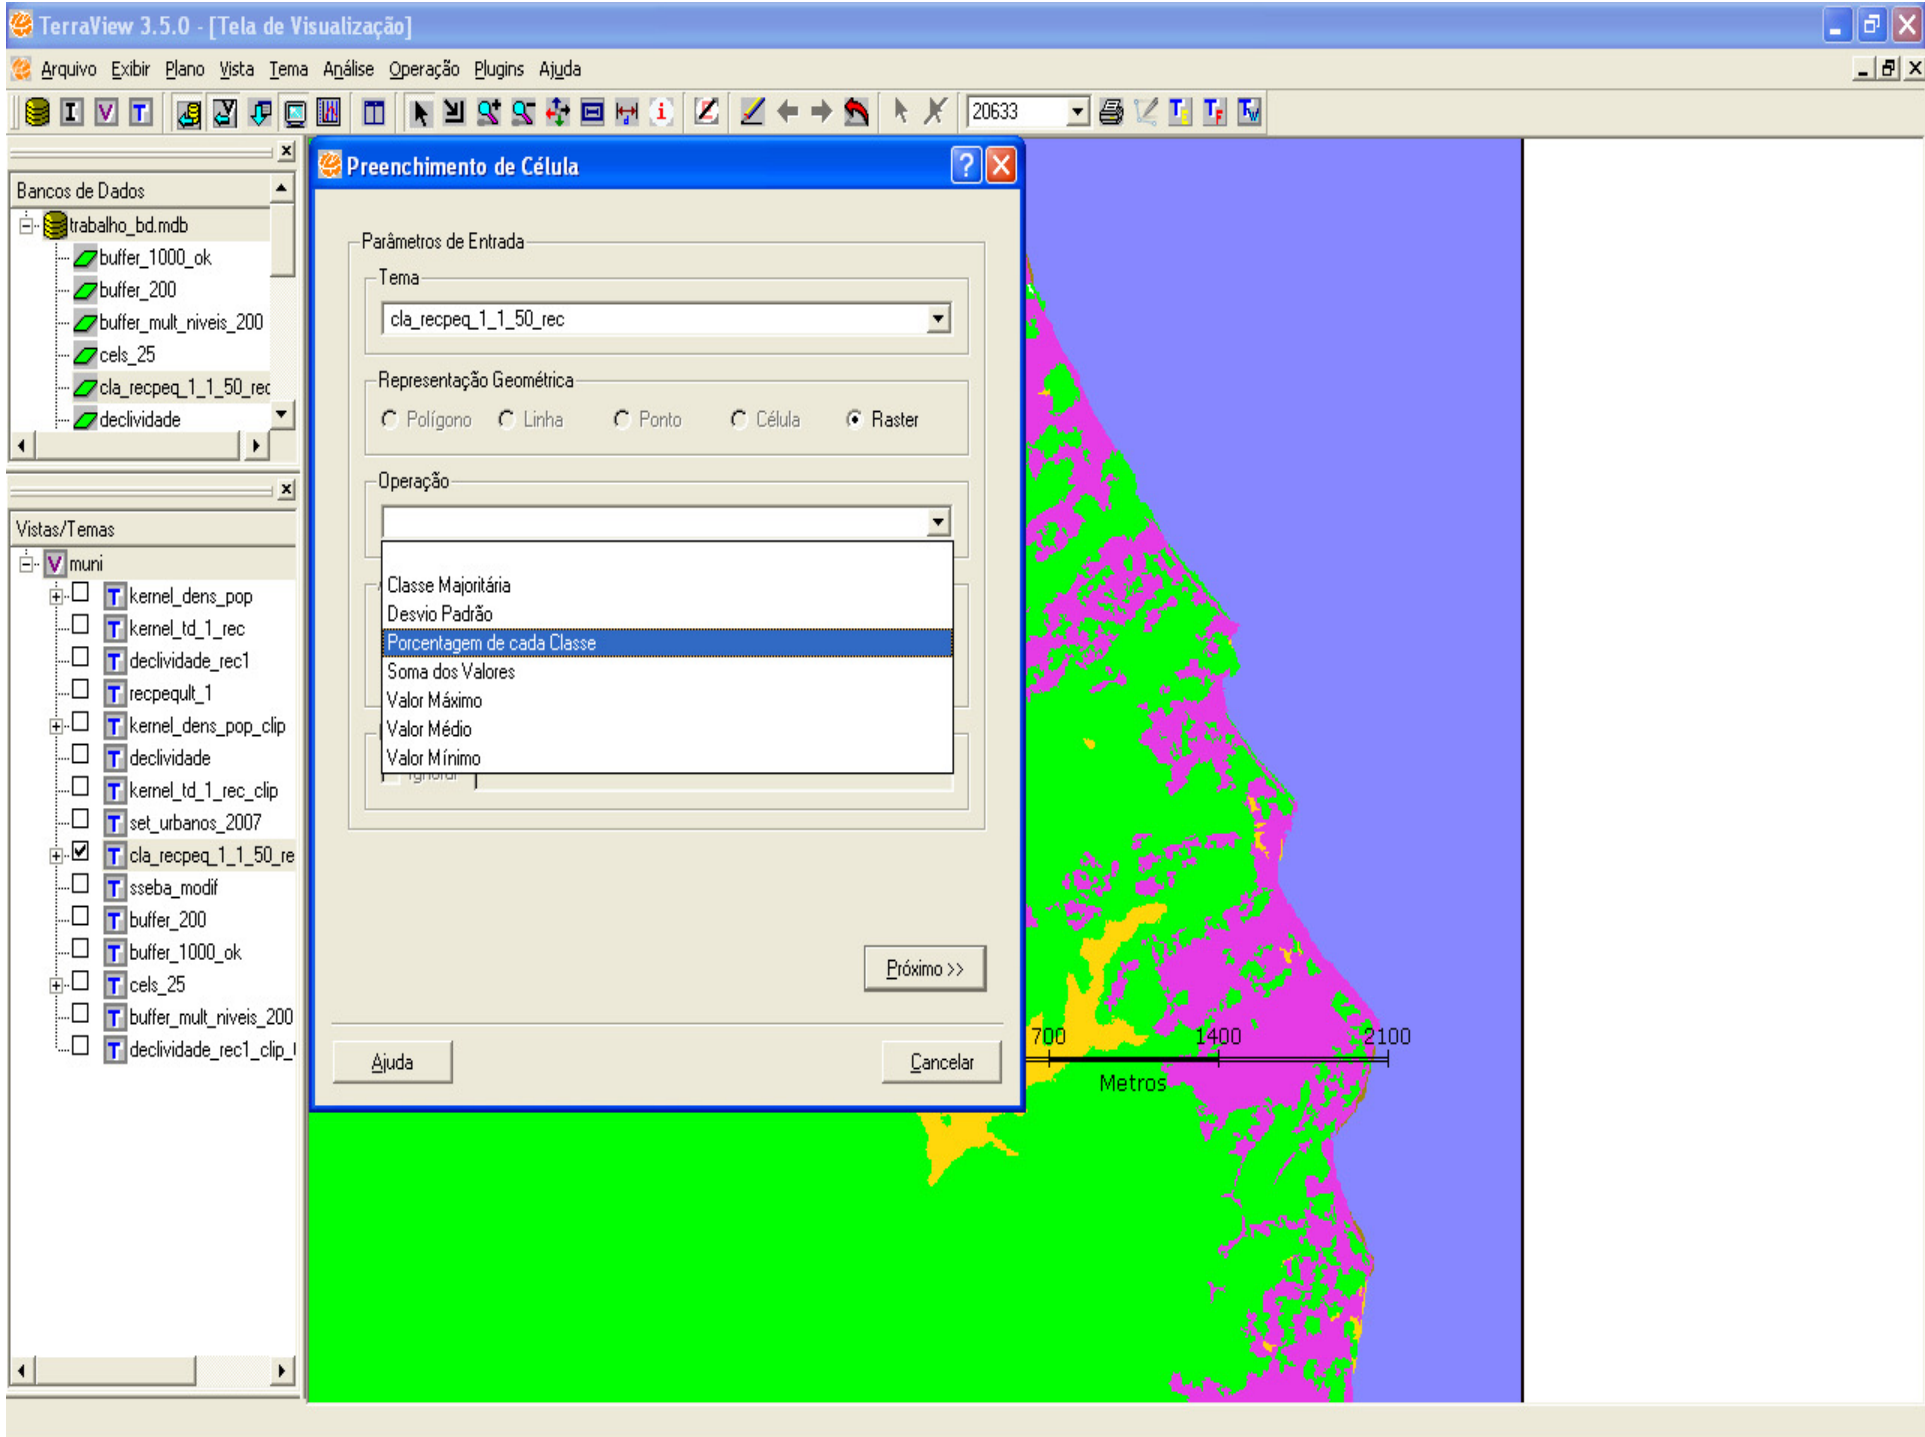 TerraView 3.5.0 - [Tela de Visualização]
Arquivo Exibir Plano Vista Tema Análise Operação Plugins Ajuda
20633
Bancos de Dados
trabalho_bd.mdb
buffer_1000_ok
buffer_200
buffer_mult_niveis_200
cels_25
cla_recpeq_1_1_50_rec
declividade
Vistas/Temas
muni
kernel_dens_pop
kernel_td_1_rec
declividade_rec1
recpeqult_1
kernel_dens_pop_clip
declividade
kernel_td_1_rec_clip
set_urbanos_2007
cla_recpeq_1_1_50_re
sseba_modif
buffer_200
buffer_1000_ok
cels_25
buffer_mult_niveis_200
declividade_rec1_clip_
Preenchimento de Célula
Parâmetros de Entrada
Tema
cla_recpeq_1_1_50_rec
Representação Geométrica
Polígono Linha Ponto Célula Raster
Operação
Classe Majoritária
Desvio Padrão
Porcentagem de cada Classe
Soma dos Valores
Valor Máximo
Valor Médio
Valor Mínimo
Ignorar
Próximo >>
Ajuda Cancelar
700 1400 2100
Metros